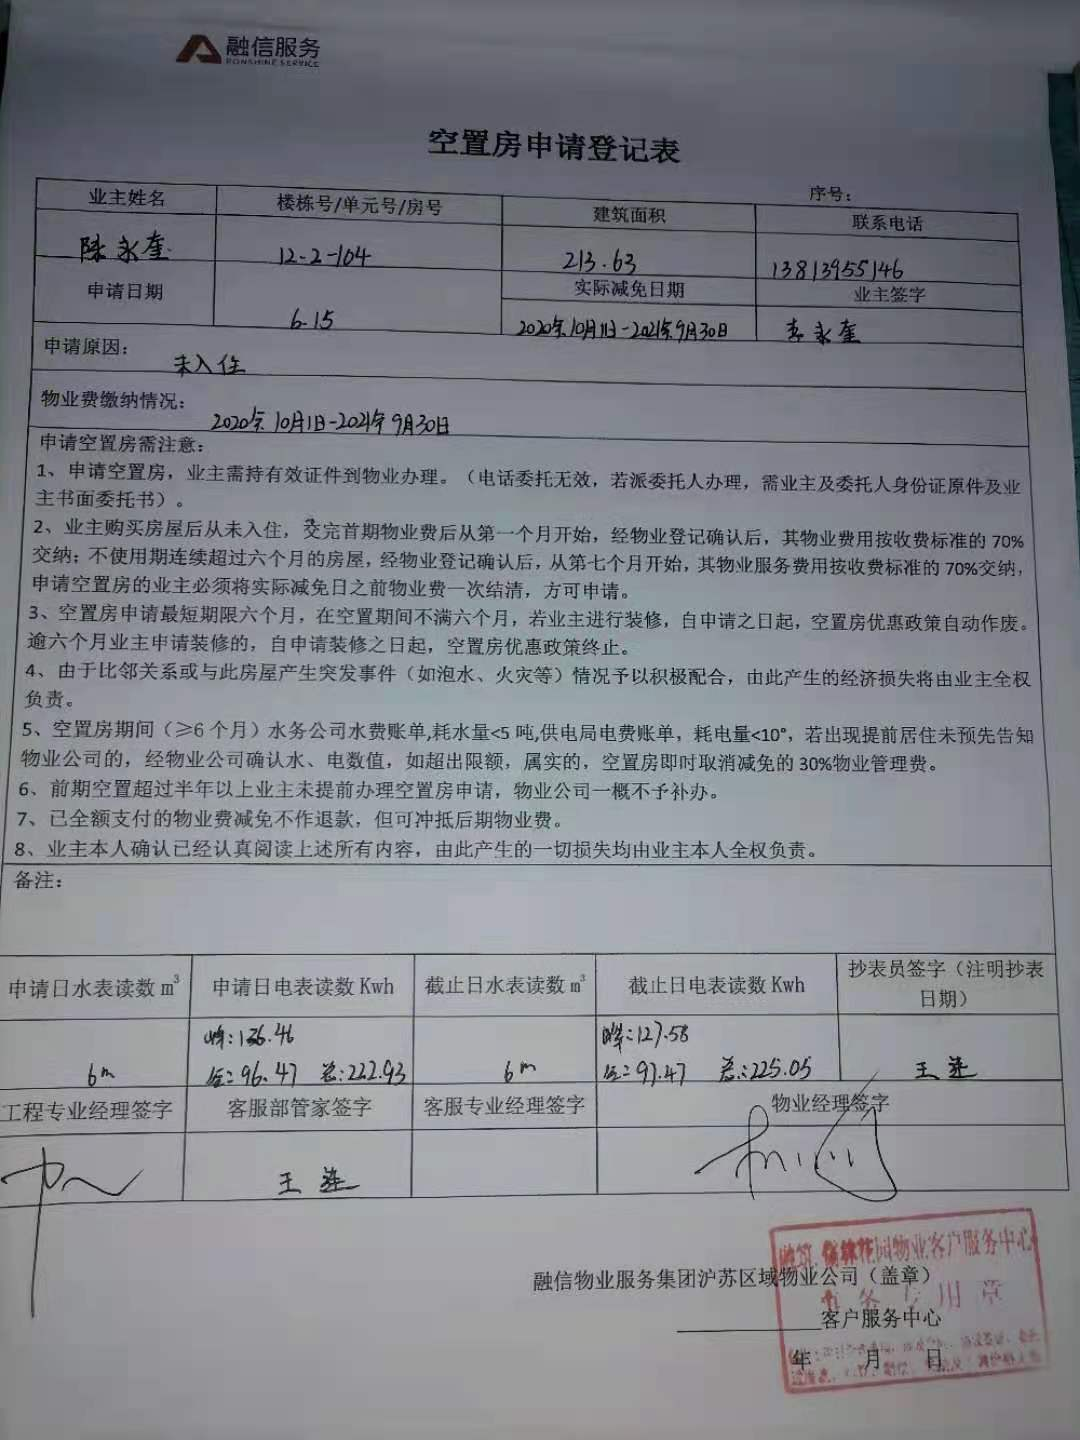 融信服务
RONSHINE SERVICE
空置房申请登记表
序号：
业主姓名 楼栋号/单元号/房号 建筑面积 联系电话
陈永奎 12-2-104 213.63 13813955146
申请日期 6.15 实际减免日期 业主签字
2020年10月1日-2021年9月30日 永奎
申请原因： 未入住
物业费缴纳情况： 2020年10月1日-2021年9月30日
申请空置房需注意：
1、申请空置房，业主需持有效证件到物业办理。（电话委托无效，若派委托人办理，需业主及委托人身份证原件及业
主书面委托书）。
2、业主购买房屋后从未入住，交完首期物业费后从第一个月开始，经物业登记确认后，其物业费用按收费标准的70%
交纳；不使用期连续超过六个月的房屋，经物业登记确认后，从第七个月开始，其物业服务费用按收费标准的70%交纳，
申请空置房的业主必须将实际减免日之前物业费一次结清，方可申请。
3、空置房申请最短期限六个月，在空置期间不满六个月，若业主进行装修，自申请之日起，空置房优惠政策自动作废。
逾六个月业主申请装修的，自申请装修之日起，空置房优惠政策终止。
4、由于比邻关系或与此房屋产生突发事件（如泡水、火灾等）情况予以积极配合，由此产生的经济损失将由业主全权
负责。
5、空置房期间（≥6个月）水务公司水费账单,耗水量<5吨,供电局电费账单，耗电量<10°，若出现提前居住未预先告知
物业公司的，经物业公司确认水、电数值，如超出限额，属实的，空置房即时取消减免的30%物业管理费。
6、前期空置超过半年以上业主未提前办理空置房申请，物业公司一概不予补办。
7、已全额支付的物业费减免不作退款，但可冲抵后期物业费。
8、业主本人确认已经认真阅读上述所有内容，由此产生的一切损失均由业主本人全权负责。
备注：
申请日水表读数m³ 申请日电表读数Kwh 截止日水表读数m³ 截止日电表读数Kwh 抄表员签字（注明抄表
日期）
峰:136.46 峰:127.58
6m 谷:96.47 总:222.93 6m 谷:97.47 总:225.05 王莲
工程专业经理签字 客服部管家签字 客服专业经理签字 物业经理签字
王莲
园物业客户服务中心
融信物业服务集团沪苏区域物业公司（盖章）
专用章
客户服务中心
年 月 日